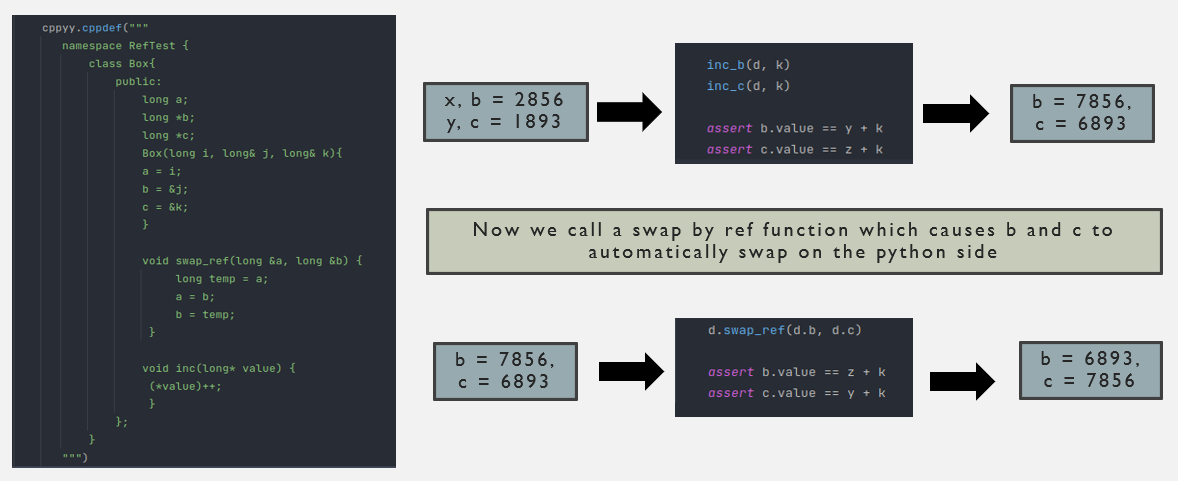 cppyy.cppdef("""
namespace RefTest {
class Box{
public:
long a;
long *b;
long *c;
Box(long i, long& j, long& k){
a = i;
b = &j;
c = &k;
}
void swap_ref(long &a, long &b) {
long temp = a;
a = b;
b = temp;
}
void inc(long* value) {
(*value)++;
}
};
}
""")
x, b = 2856
y, c = 1893
inc_b(d, k)
inc_c(d, k)
assert b.value == y + k
assert c.value == z + k
b = 7856,
c = 6893
Now we call a swap by ref function which causes b and c to
automatically swap on the python side
b = 7856,
c = 6893
d.swap_ref(d.b, d.c)
assert b.value == z + k
assert c.value == y + k
b = 6893,
c = 7856